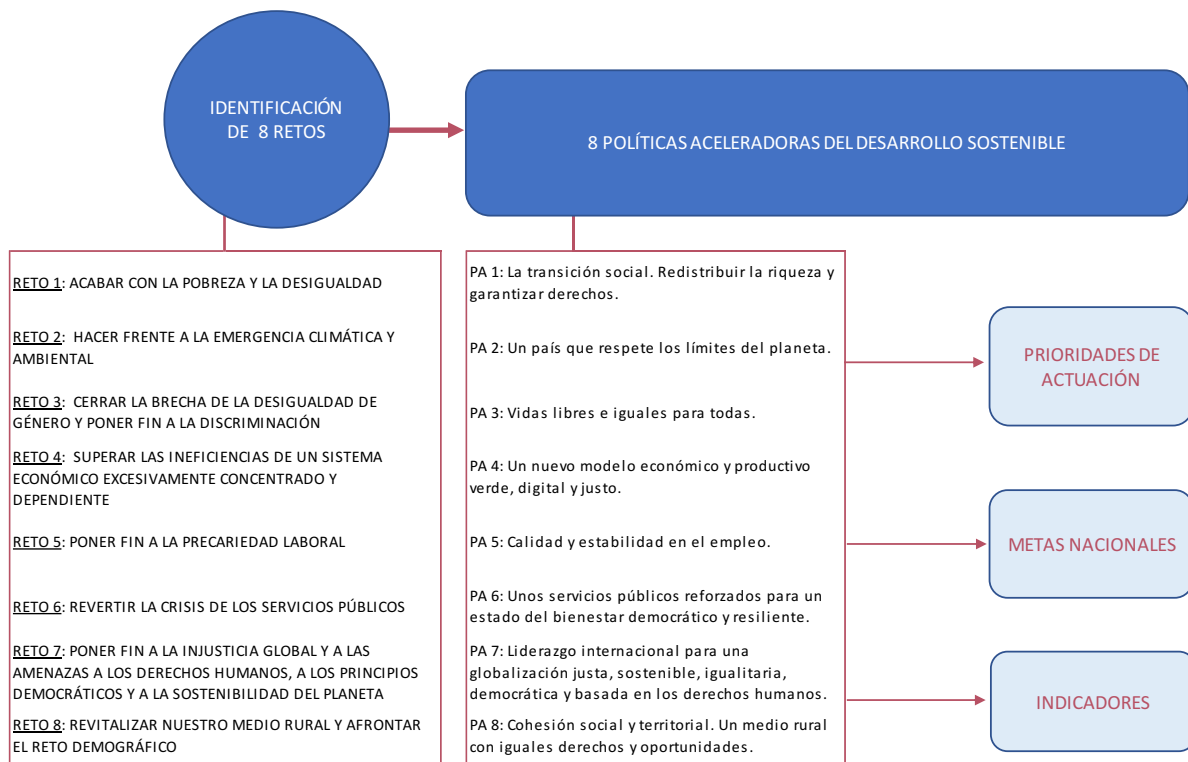 IDENTIFICACIÓN
DE 8 RETOS
8 POLÍTICAS ACELERADORAS DEL DESARROLLO SOSTENIBLE
RETO 1: ACABAR CON LA POBREZA Y LA DESIGUALDAD
RETO 2: HACER FRENTE A LA EMERGENCIA CLIMÁTICA Y
AMBIENTAL
RETO 3: CERRAR LA BRECHA DE LA DESIGUALDAD DE
GÉNERO Y PONER FIN A LA DISCRIMINACIÓN
RETO 4: SUPERAR LAS INEFICIENCIAS DE UN SISTEMA
ECONÓMICO EXCESIVAMENTE CONCENTRADO Y
DEPENDIENTE
RETO 5: PONER FIN A LA PRECARIEDAD LABORAL
RETO 6: REVERTIR LA CRISIS DE LOS SERVICIOS PÚBLICOS
RETO 7: PONER FIN A LA INJUSTICIA GLOBAL Y A LAS
AMENAZAS A LOS DERECHOS HUMANOS, A LOS PRINCIPIOS
DEMOCRÁTICOS Y A LA SOSTENIBILIDAD DEL PLANETA
RETO 8: REVITALIZAR NUESTRO MEDIO RURAL Y AFRONTAR
EL RETO DEMOGRÁFICO
PA 1: La transición social. Redistribuir la riqueza y
garantizar derechos.
PA 2: Un país que respete los límites del planeta.
PA 3: Vidas libres e iguales para todas.
PA 4: Un nuevo modelo económico y productivo
verde, digital y justo.
PA 5: Calidad y estabilidad en el empleo.
PA 6: Unos servicios públicos reforzados para un
estado del bienestar democrático y resiliente.
PA 7: Liderazgo internacional para una
globalización justa, sostenible, igualitaria,
democrática y basada en los derechos humanos.
PA 8: Cohesión social y territorial. Un medio rural
con iguales derechos y oportunidades.
PRIORIDADES DE
ACTUACIÓN
METAS NACIONALES
INDICADORES